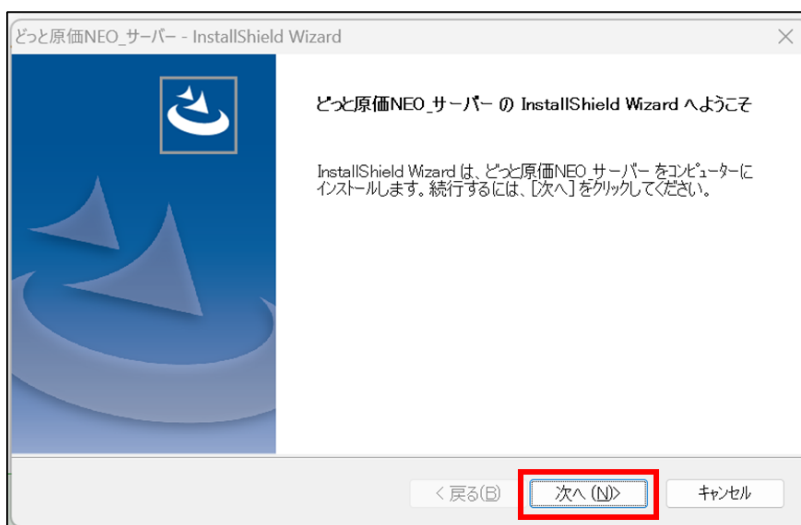 どっと原価NEO_サーバー - InstallShield Wizard
どっと原価NEO_サーバー の InstallShield Wizard へようこそ
InstallShield Wizard は、どっと原価NEO_サーバー をコンピューターに
インストールします。続行するには、[次へ] をクリックしてください。
< 戻る(B)
次へ (N)>
キャンセル